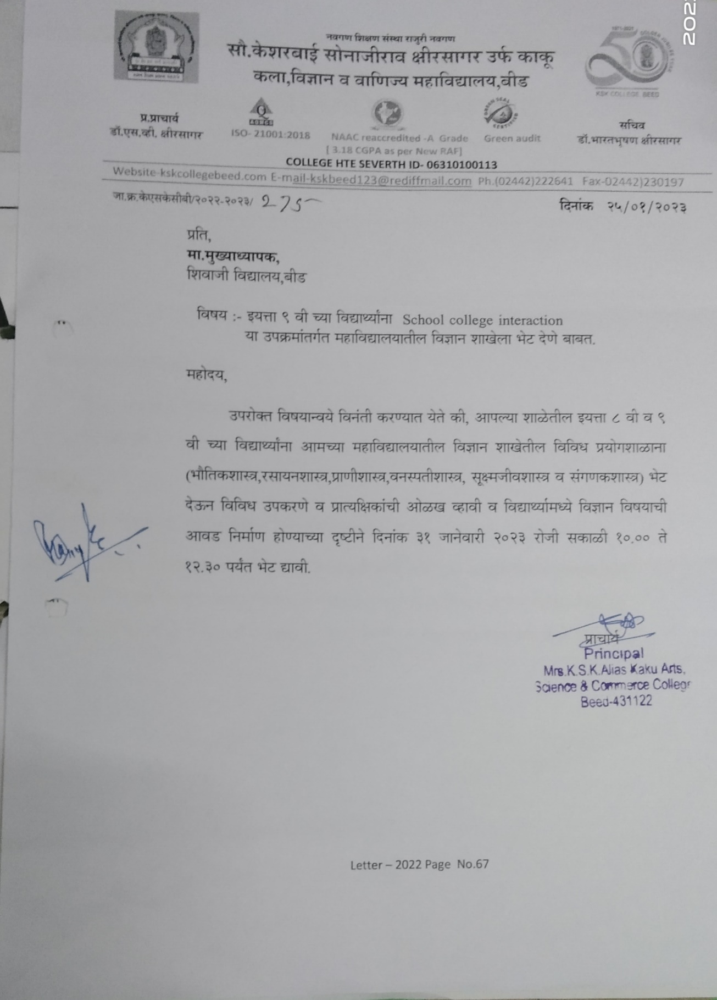 202
नवगण शिक्षण संस्था राजुरी नवगण
सौ.केशरबाई सोनाजीराव क्षीरसागर उर्फ काकू
कला,विज्ञान व वाणिज्य महाविद्यालय,बीड
KSK COLLEGE BEED
प्र.प्राचार्य
डॉ.एस.व्ही. क्षीरसागर
सचिव
डॉ.भारतभूषण क्षीरसागर
ISO- 21001:2018
NAAC reaccredited -A Grade
[ 3.18 CGPA as per New RAF]
Green audit
COLLEGE HTE SEVERTH ID- 06310100113
Website-kskcollegebeed.com E-mail-kskbeed123@rediffmail.com Ph.(02442)222641 Fax-02442)230197
जा.क्र.केएसकेसीबी/२०२२-२०२३/ 275
दिनांक २५/०१/२०२३
प्रति,
मा.मुख्याध्यापक,
शिवाजी विद्यालय,बीड
विषय :- इयत्ता ९ वी च्या विद्यार्थ्यांना School college interaction
या उपक्रमांतर्गत महाविद्यालयातील विज्ञान शाखेला भेट देणे बाबत.
महोदय,
उपरोक्त विषयान्वये विनंती करण्यात येते की, आपल्या शाळेतील इयत्ता ८ वी व ९
वी च्या विद्यार्थ्यांना आमच्या महाविद्यालयातील विज्ञान शाखेतील विविध प्रयोगशाळाना
(भौतिकशास्त्र,रसायनशास्त्र,प्राणीशास्त्र,वनस्पतीशास्त्र, सूक्ष्मजीवशास्त्र व संगणकशास्त्र) भेट
देऊन विविध उपकरणे व प्रात्यक्षिकांची ओळख व्हावी व विद्यार्थ्यामध्ये विज्ञान विषयाची
आवड निर्माण होण्याच्या दृष्टीने दिनांक ३१ जानेवारी २०२३ रोजी सकाळी १०.०० ते
१२.३० पर्यंत भेट द्यावी.
प्राचार्य
Principal
Mrs.K.S.K.Alias Kaku Arts,
Science & Commerce College
Beed-431122
Letter – 2022 Page No.67